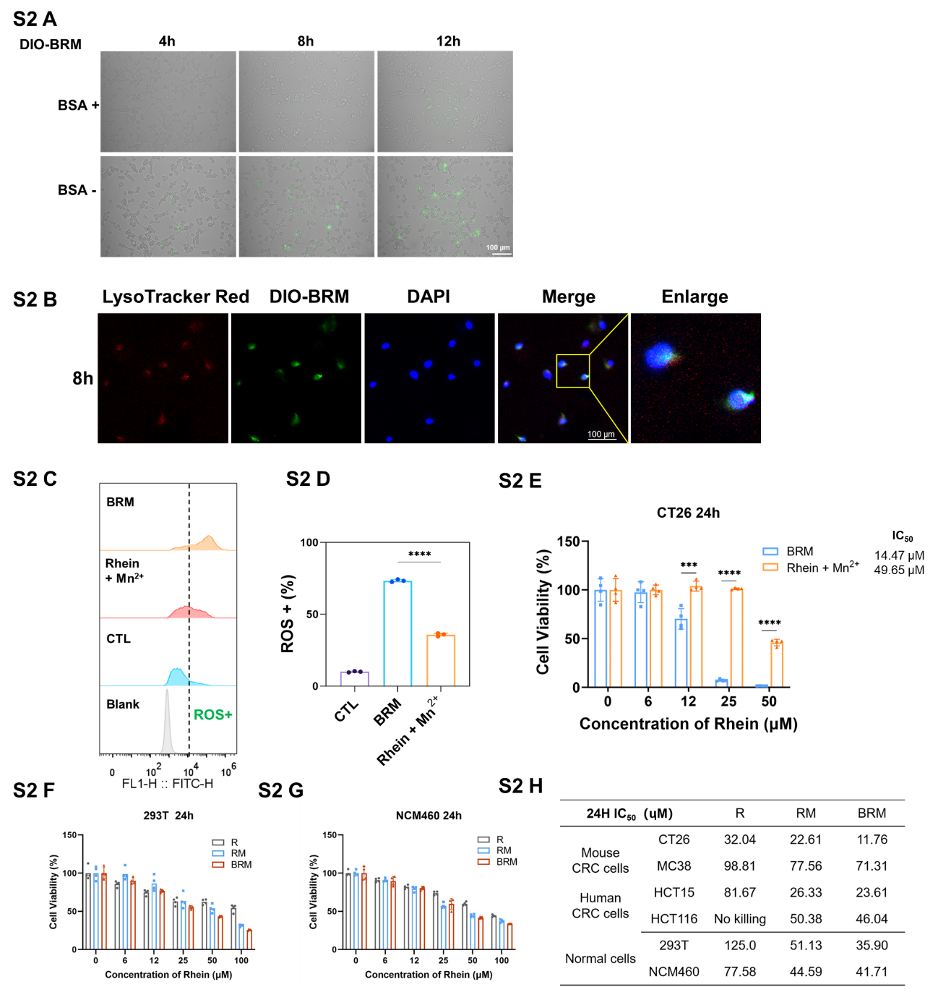 S2 A
DIO-BRM
4h
8h
12h
BSA +
BSA -
100 µm
S2 B
LysoTracker Red
DIO-BRM
DAPI
Merge
Enlarge
8h
100 µm
S2 C
BRM
Rhein
+ Mn²⁺
CTL
Blank
ROS+
0
10²
10⁴
10⁶
FL1-H :: FITC-H
S2 D
ROS + (%)
100
50
0
****
CTL
BRM
Rhein + Mn²⁺
S2 E
CT26 24h
Cell Viability (%)
150
100
50
0
***
****
****
0 6 12 25 50
Concentration of Rhein (µM)
BRM
Rhein + Mn²⁺
IC₅₀
14.47 µM
49.65 µM
S2 F
293T 24h
Cell Viability (%)
150
100
50
0
R
RM
BRM
0 6 12 25 50 100
Concentration of Rhein (µM)
S2 G
NCM460 24h
Cell Viability (%)
150
100
50
0
R
RM
BRM
0 6 12 25 50 100
Concentration of Rhein (µM)
S2 H
24H IC₅₀ (uM) R RM BRM
Mouse
CRC cells
CT26 32.04 22.61 11.76
MC38 98.81 77.56 71.31
Human
CRC cells
HCT15 81.67 26.33 23.61
HCT116 No killing 50.38 46.04
Normal cells
293T 125.0 51.13 35.90
NCM460 77.58 44.59 41.71